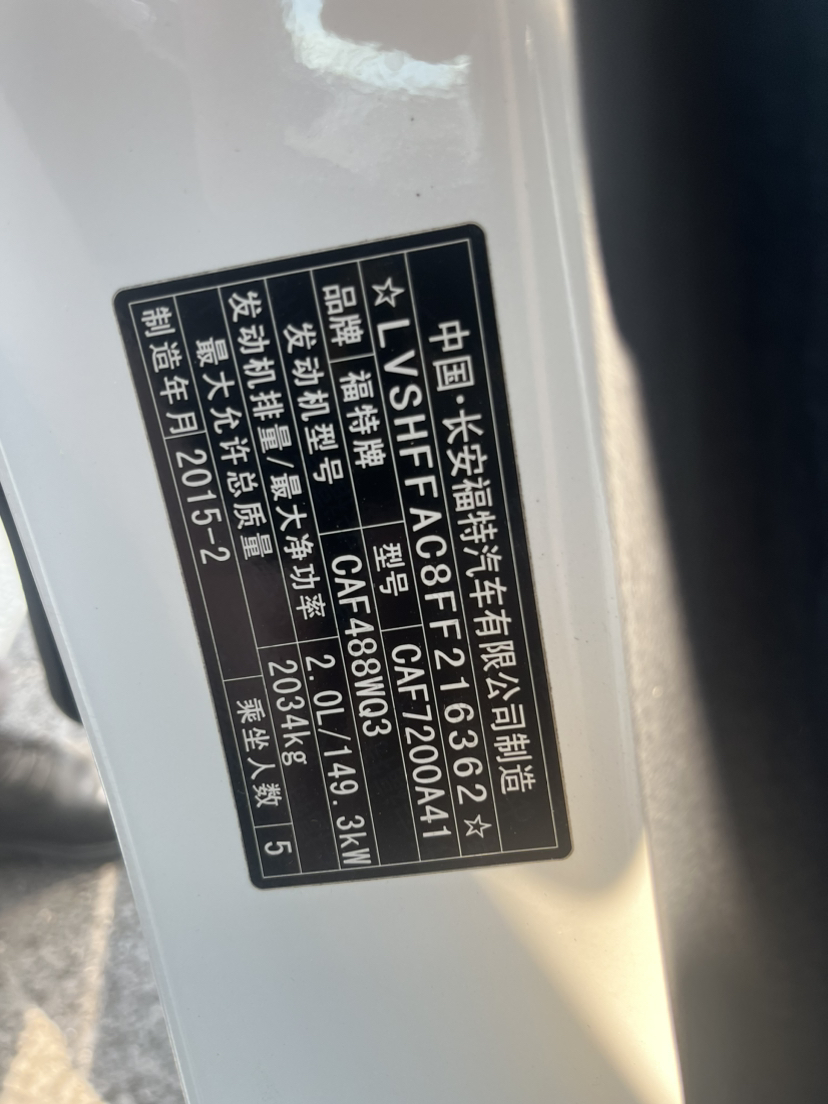 中国·长安福特汽车有限公司制造
☆LVSHFFAC8FF216362☆
品牌 福特牌 型号 CAF7200A41
发动机型号 CAF488WQ3
发动机排量/最大净功率 2.0L/149.3kW
最大允许总质量 2034kg
制造年月 2015-2 乘坐人数 5